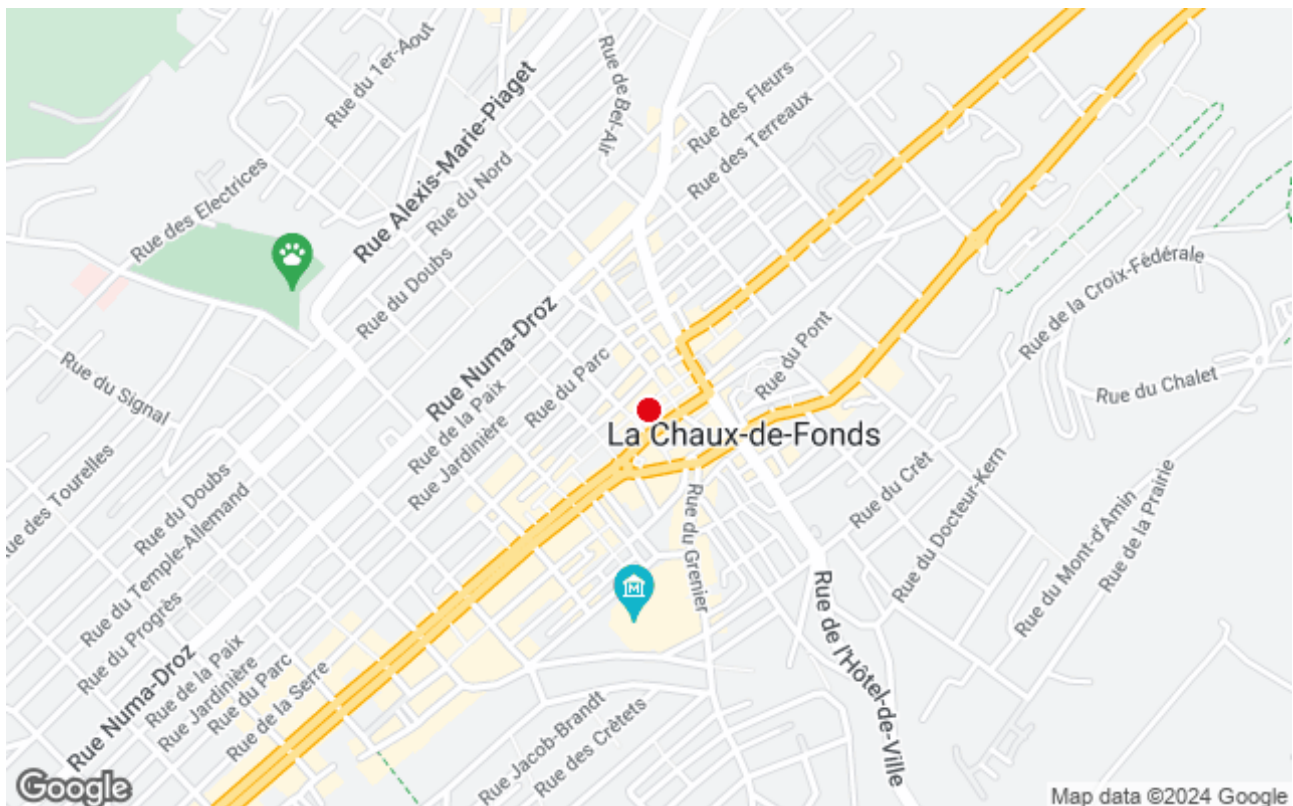 Rue du 1er-Aout
Rue Alexis-Marie-Piaget
Rue de Bel-Air
Rue des Fleurs
Rue des Terreaux
Rue du Nord
Rue des Electrices
Rue du Doubs
Rue Numa-Droz
Rue de la Croix-Fédérale
Rue du Pont
Rue du Parc
Rue du Signal
Rue de la Paix
Rue du Chalet
Rue Jardinière
La Chaux-de-Fonds
Rue des Tourelles
Rue du Doubs
Rue du Crêt
Rue du Temple-Allemand
Rue du Grenier
Rue du Docteur-Kern
Rue du Mont-d'Amin
Rue de la Prairie
Rue du Progrès
M
Rue de l'Hôtel-de-Ville
Rue Numa-Droz
Rue de la Paix
Rue Jardinière
Rue du Parc
Rue de la Serre
Rue Jacob-Brandt
Rue des Crêtets
Google
Map data ©2024 Google